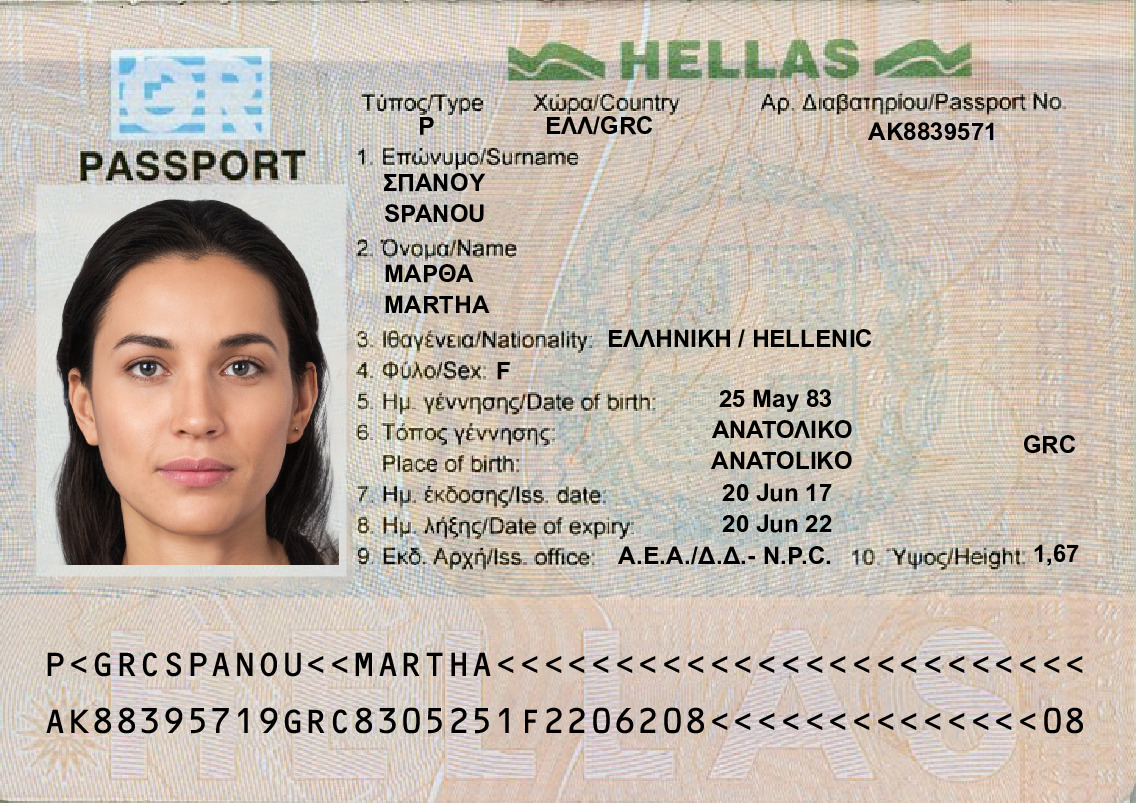 GR
HELLAS
PASSPORT
Τύπος/Type Χώρα/Country Αρ. Διαβατηρίου/Passport No.
P ΕΛΛ/GRC AK8839571
1. Επώνυμο/Surname
ΣΠΑΝΟΥ
SPANOU
2. Όνομα/Name
ΜΑΡΘΑ
MARTHA
3. Ιθαγένεια/Nationality: ΕΛΛΗΝΙΚΗ / HELLENIC
4. Φύλο/Sex: F
5. Ημ. γέννησης/Date of birth: 25 May 83
6. Τόπος γέννησης: ΑΝΑΤΟΛΙΚΟ
Place of birth: ANATOLIKO GRC
7. Ημ. έκδοσης/Iss. date: 20 Jun 17
8. Ημ. λήξης/Date of expiry: 20 Jun 22
9 Εκδ. Αρχή/Iss. office: Α.Ε.Α./Δ.Δ.- N.P.C. 10. Ύψος/Height: 1,67
HELLAS
P<GRCSPANOU<<MARTHA<<<<<<<<<<<<<<<<<<<<<<<<<
AK88395719GRC8305251F2206208<<<<<<<<<<<<<<08